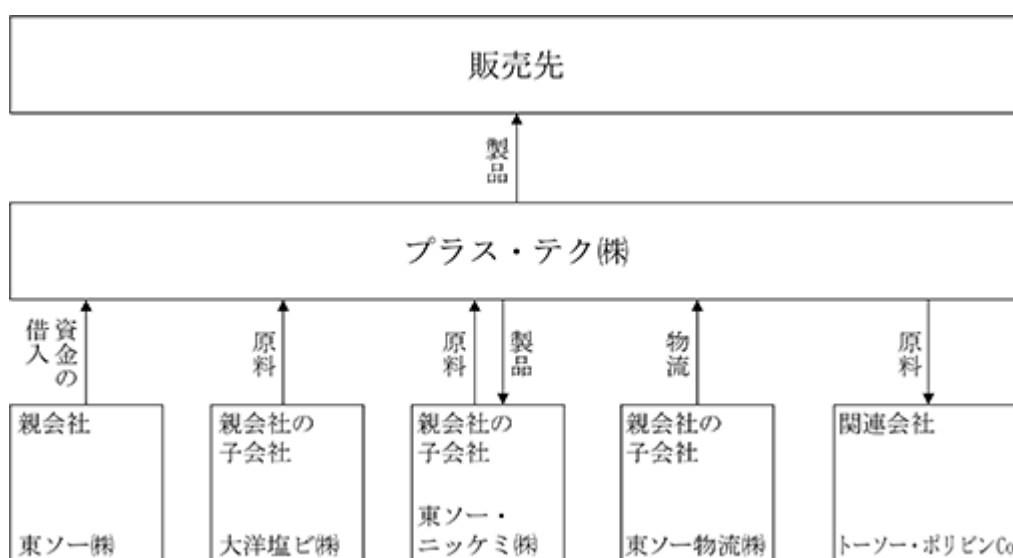 販売先
製品
プラス・テク㈱
資金の
借入
原料
原料
製品
物流
原料
親会社
東ソー㈱
親会社の
子会社
大洋塩ビ㈱
親会社の
子会社
東ソー・
ニッケミ㈱
親会社の
子会社
東ソー物流㈱
関連会社
トーソー・ポリビンCo